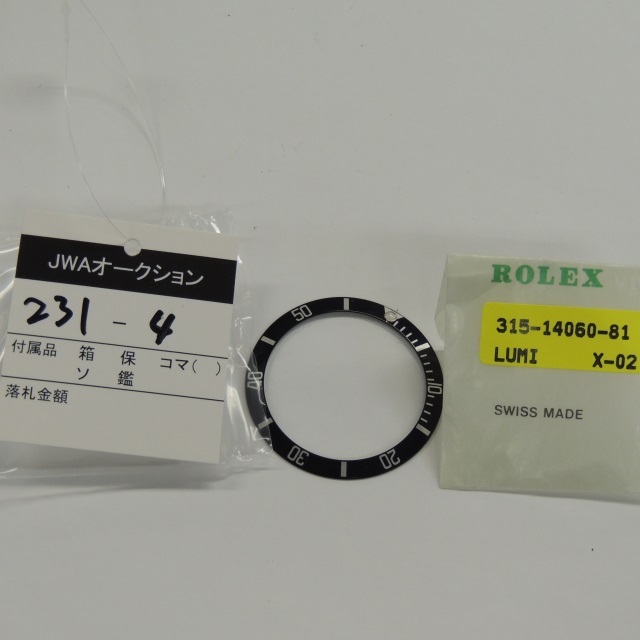 JWAオークション
231-4
付属品 箱 保 コマ( )
ソ 鑑
落札金額
50
10
40
30
20
ROLEX
315-14060-81
LUMI X-02
SWISS MADE